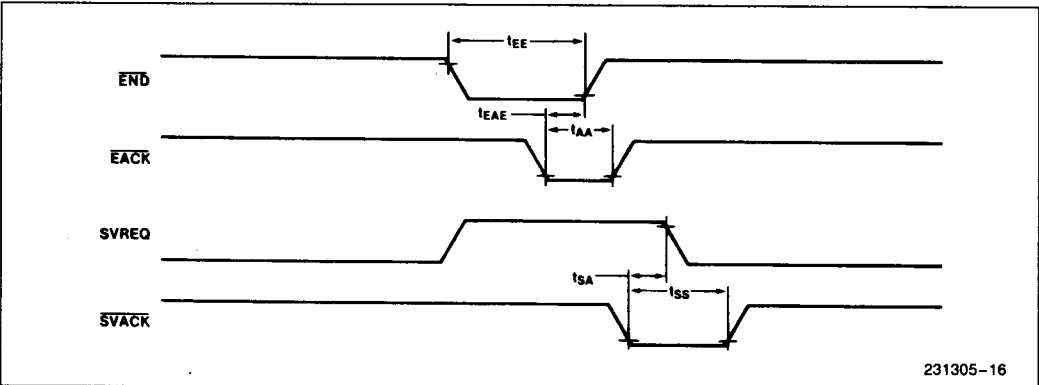 tEE
END
tEAE
tAA
EACK
SVREQ
tSA
tSS
SVACK
231305-16